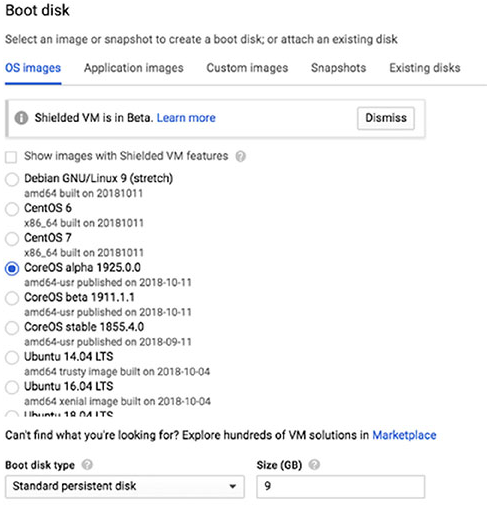 Boot disk
Select an image or snapshot to create a boot disk; or attach an existing disk
OS images Application images Custom images Snapshots Existing disks
Shielded VM is in Beta. Learn more Dismiss
Show images with Shielded VM features
Debian GNU/Linux 9 (stretch)
amd64 built on 20181011
CentOS 6
x86_64 built on 20181011
CentOS 7
x86_64 built on 20181011
CoreOS alpha 1925.0.0
amd64-usr published on 2018-10-11
CoreOS beta 1911.1.1
amd64-usr published on 2018-10-11
CoreOS stable 1855.4.0
amd64-usr published on 2018-09-11
Ubuntu 14.04 LTS
amd64 trusty image built on 2018-10-04
Ubuntu 16.04 LTS
amd64 xenial image built on 2018-10-04
Ubuntu 18.04 LTS
Can't find what you're looking for? Explore hundreds of VM solutions in Marketplace
Boot disk type Size (GB)
Standard persistent disk 9